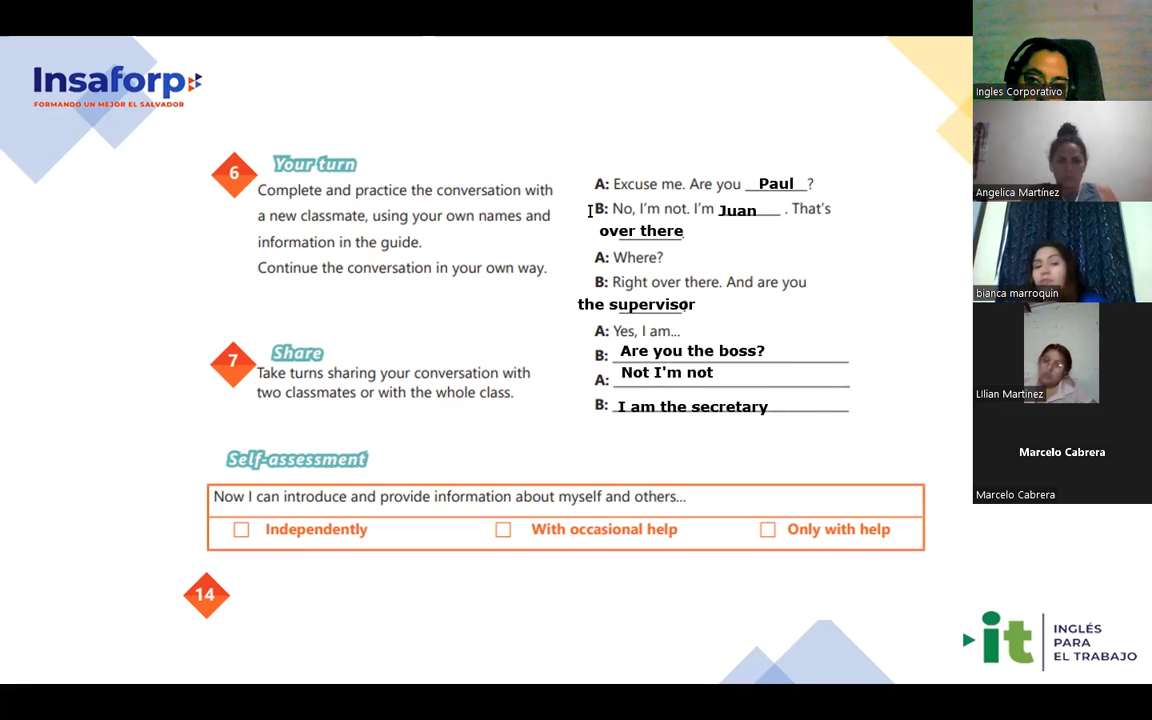 Insaforp
FORMANDO UN MEJOR EL SALVADOR
6
Your turn
Complete and practice the conversation with
a new classmate, using your own names and
information in the guide.
Continue the conversation in your own way.
7
Share
Take turns sharing your conversation with
two classmates or with the whole class.
A: Excuse me. Are you Paul ?
B: No, I'm not. I'm Juan . That's
over there.
A: Where?
B: Right over there. And are you
the supervisor
A: Yes, I am...
B: Are you the boss?
A: Not I'm not
B: I am the secretary
Self-assessment
Now I can introduce and provide information about myself and others...
Independently
With occasional help
Only with help
14
it
INGLÉS
PARA
EL TRABAJO
Ingles Corporativo
Angelica Martínez
bianca marroquin
LIlian Martinez
Marcelo Cabrera
Marcelo Cabrera